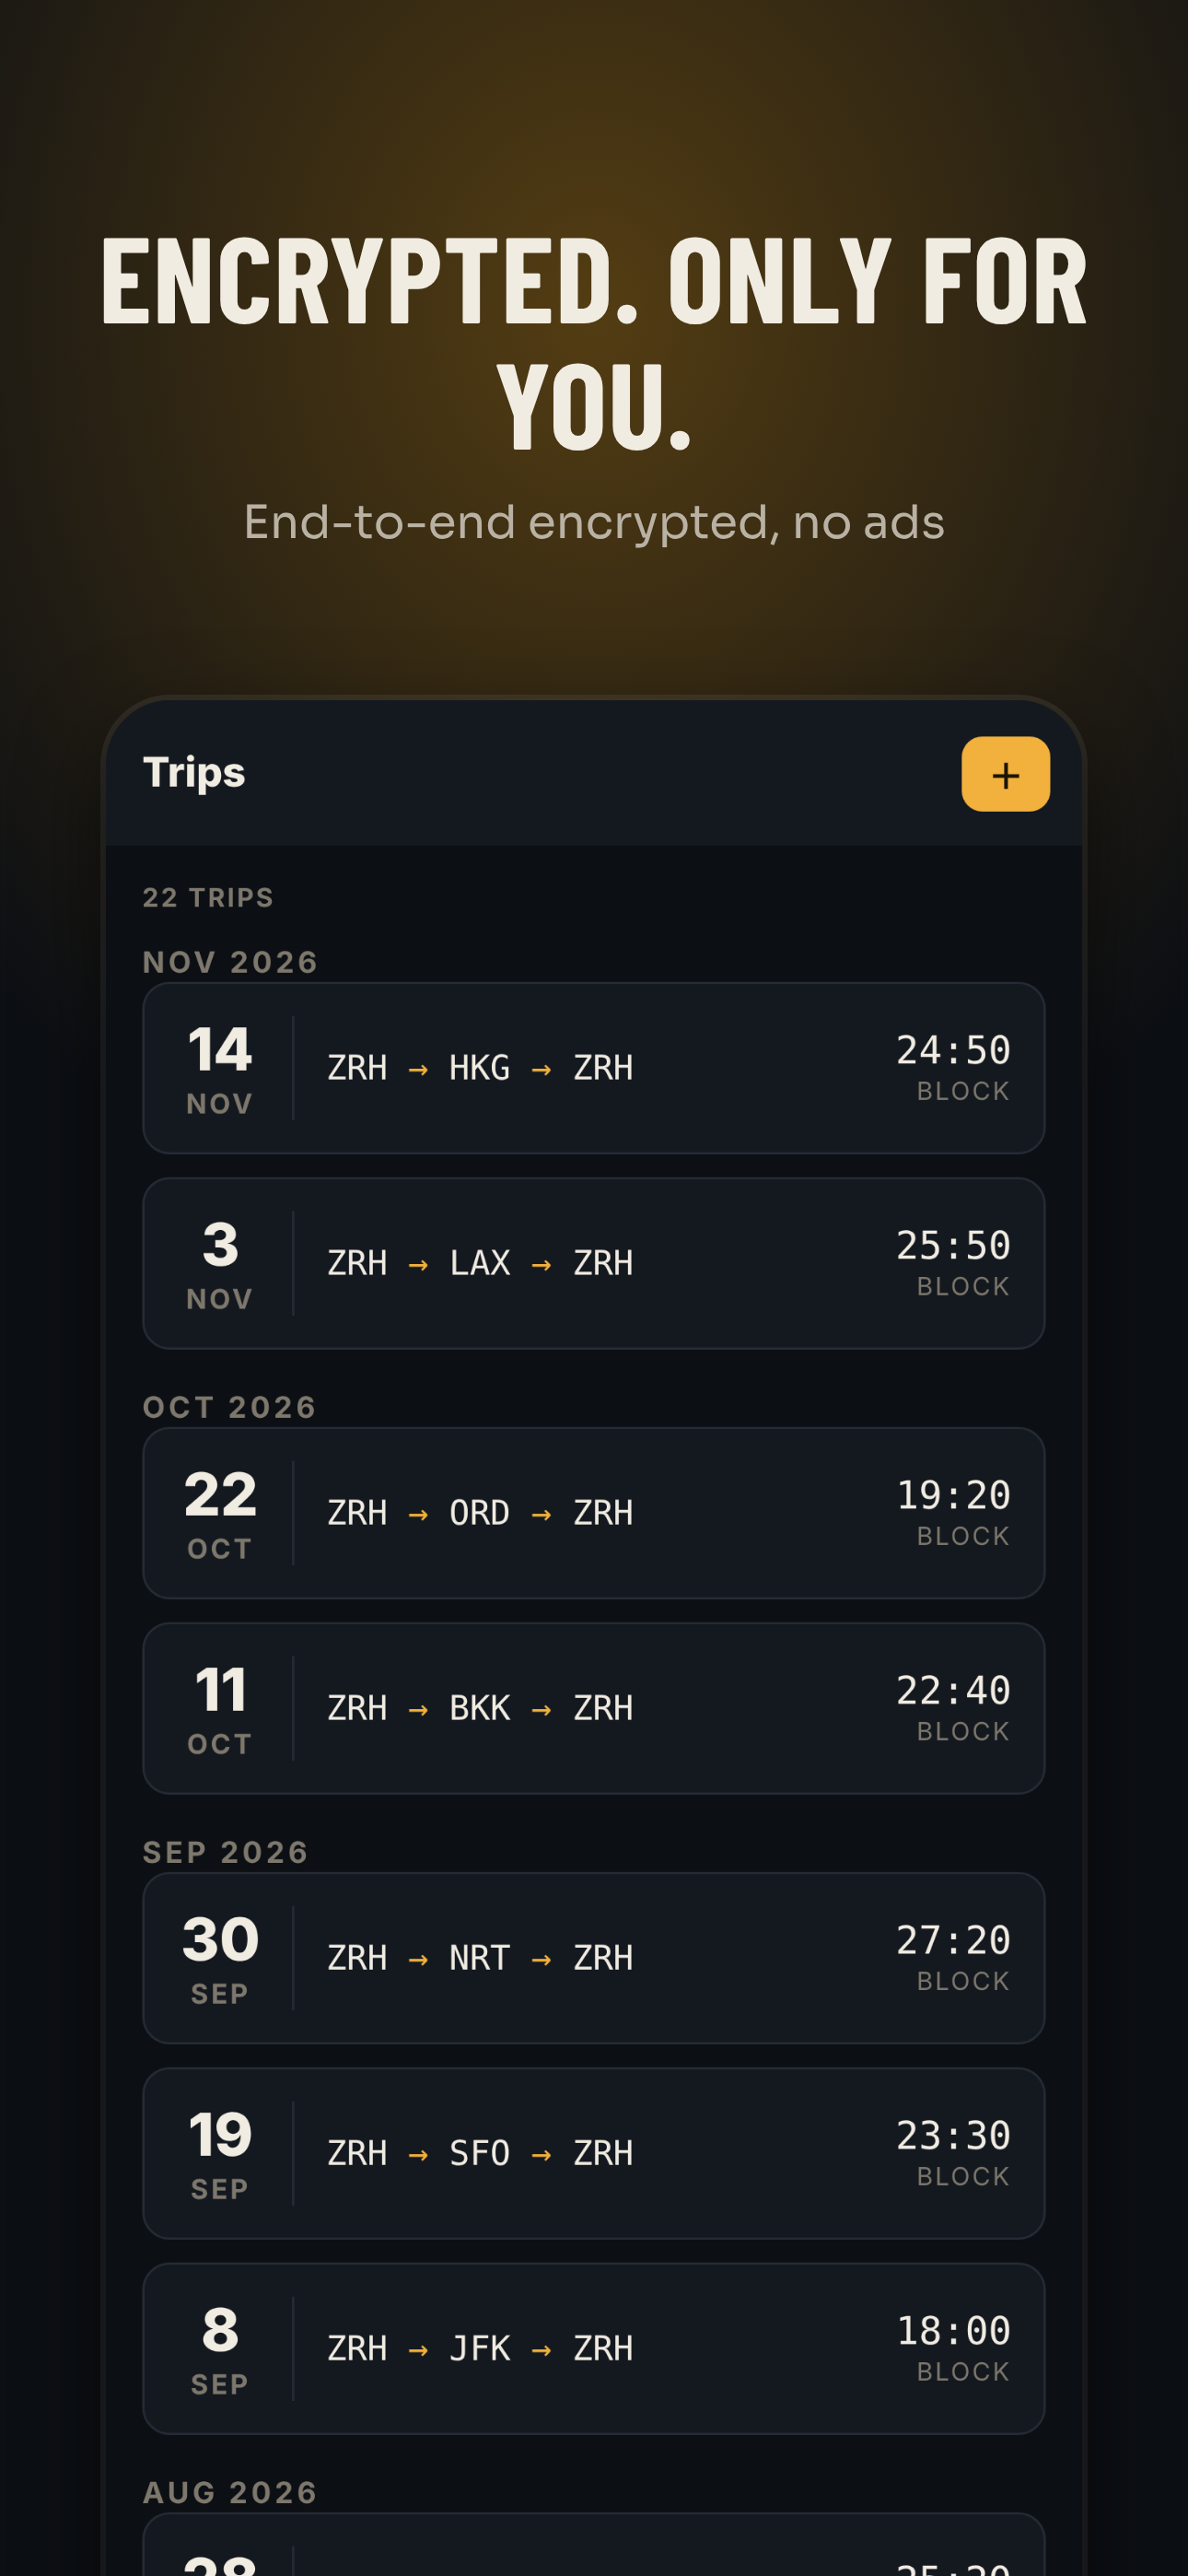 ENCRYPTED. ONLY FOR
YOU.
End-to-end encrypted, no ads
Trips
+
22 TRIPS
NOV 2026
14
NOV
ZRH → HKG → ZRH
24:50
BLOCK
3
NOV
ZRH → LAX → ZRH
25:50
BLOCK
OCT 2026
22
OCT
ZRH → ORD → ZRH
19:20
BLOCK
11
OCT
ZRH → BKK → ZRH
22:40
BLOCK
SEP 2026
30
SEP
ZRH → NRT → ZRH
27:20
BLOCK
19
SEP
ZRH → SFO → ZRH
23:30
BLOCK
8
SEP
ZRH → JFK → ZRH
18:00
BLOCK
AUG 2026
28